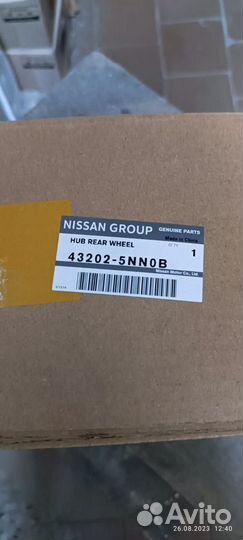 NISSAN GROUP GENUINE PARTS
Made in China
HUB REAR WHEEL Q'TY 1
43202-5NN0B
Nissan Motor Co., Ltd.
Avito
26.08.2023 12:40